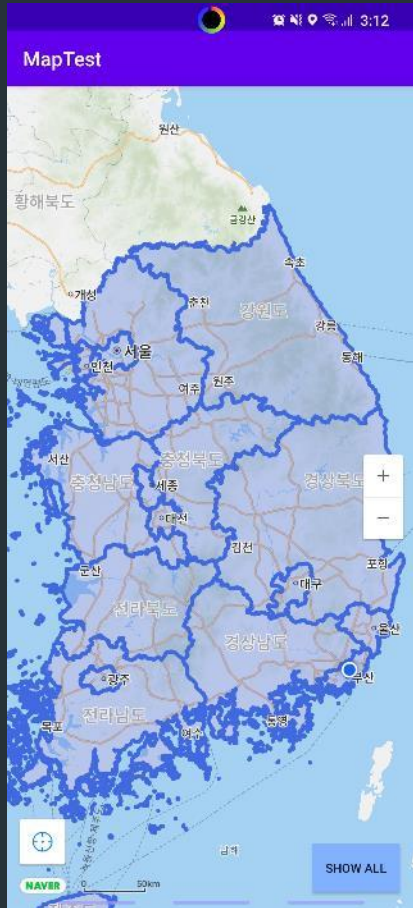 3:12
MapTest
원산
황해북도
금강산
속초
개성
춘천
강원도
강릉
서울
동해
인천
여주
원주
서산
충청북도
충청남도
세종
경상북도
대전
김천
포항
군산
대구
전라북도
울산
경상남도
부산
광주
전라남도
목포
여수
통영
남해
SHOW ALL
NAVER
0
50km